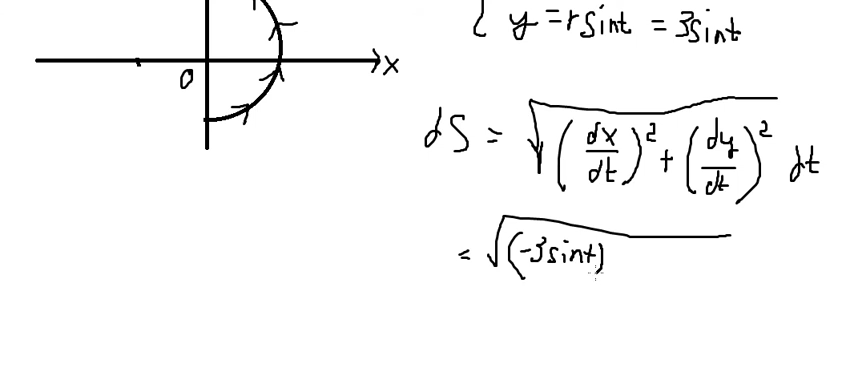 { y = r sint = 3sint
x
0
dS = √((dx/dt)² + (dy/dt)²) dt
= √(-3sint)